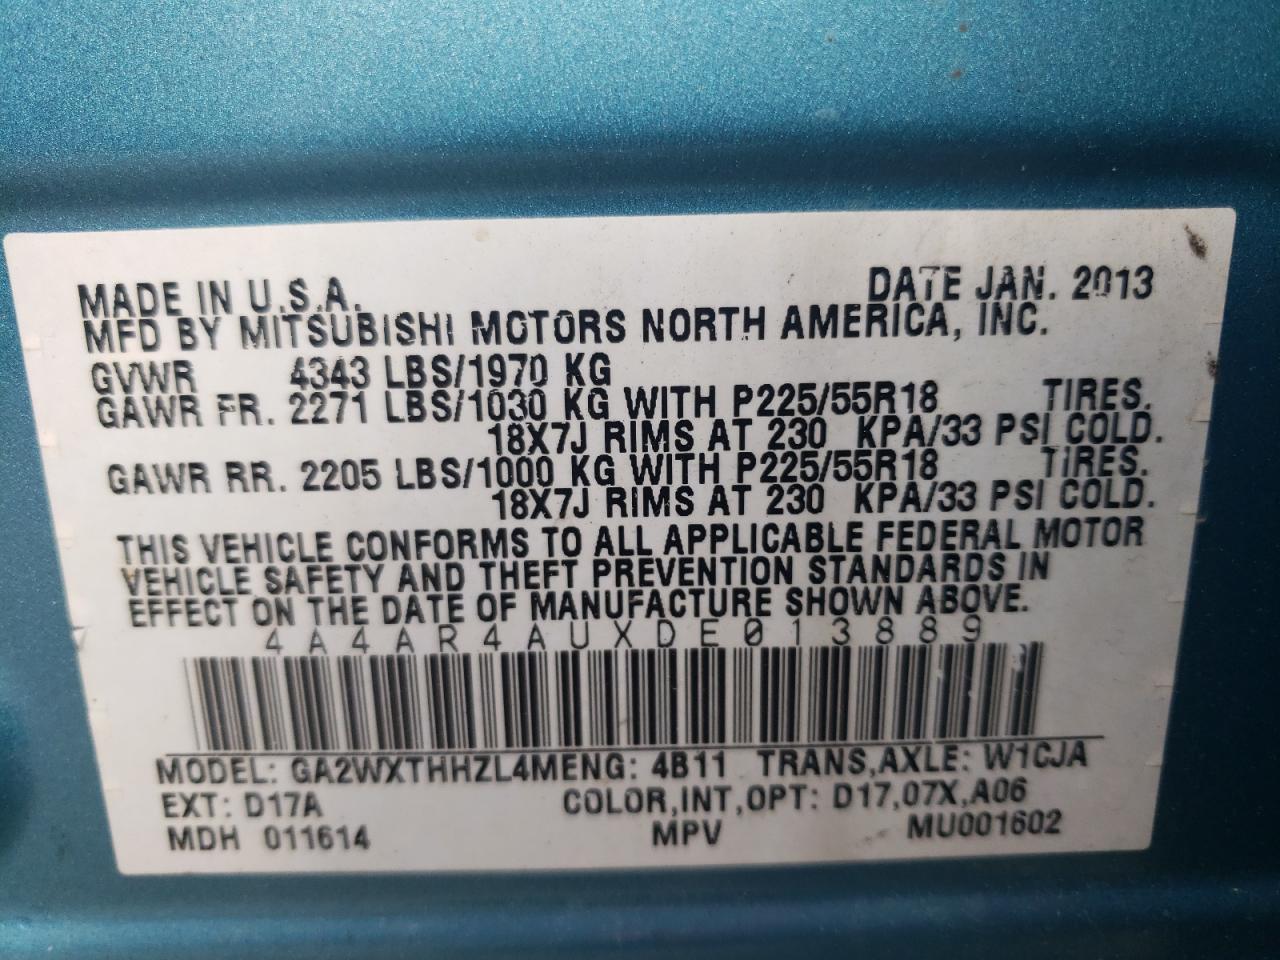 MADE IN U.S.A. DATE JAN. 2013
MFD BY MITSUBISHI MOTORS NORTH AMERICA, INC.
GVWR 4343 LBS/1970 KG
GAWR FR. 2271 LBS/1030 KG WITH P225/55R18 TIRES.
18X7J RIMS AT 230 KPA/33 PSI COLD.
GAWR RR. 2205 LBS/1000 KG WITH P225/55R18 TIRES.
18X7J RIMS AT 230 KPA/33 PSI COLD.
THIS VEHICLE CONFORMS TO ALL APPLICABLE FEDERAL MOTOR
VEHICLE SAFETY AND THEFT PREVENTION STANDARDS IN
EFFECT ON THE DATE OF MANUFACTURE SHOWN ABOVE.
4A4AR4AUXDE013889
MODEL: GA2WXTHHZL4MENG: 4B11 TRANS,AXLE: W1CJA
EXT: D17A COLOR,INT,OPT: D17,07X,A06
MDH 011614 MPV MU001602